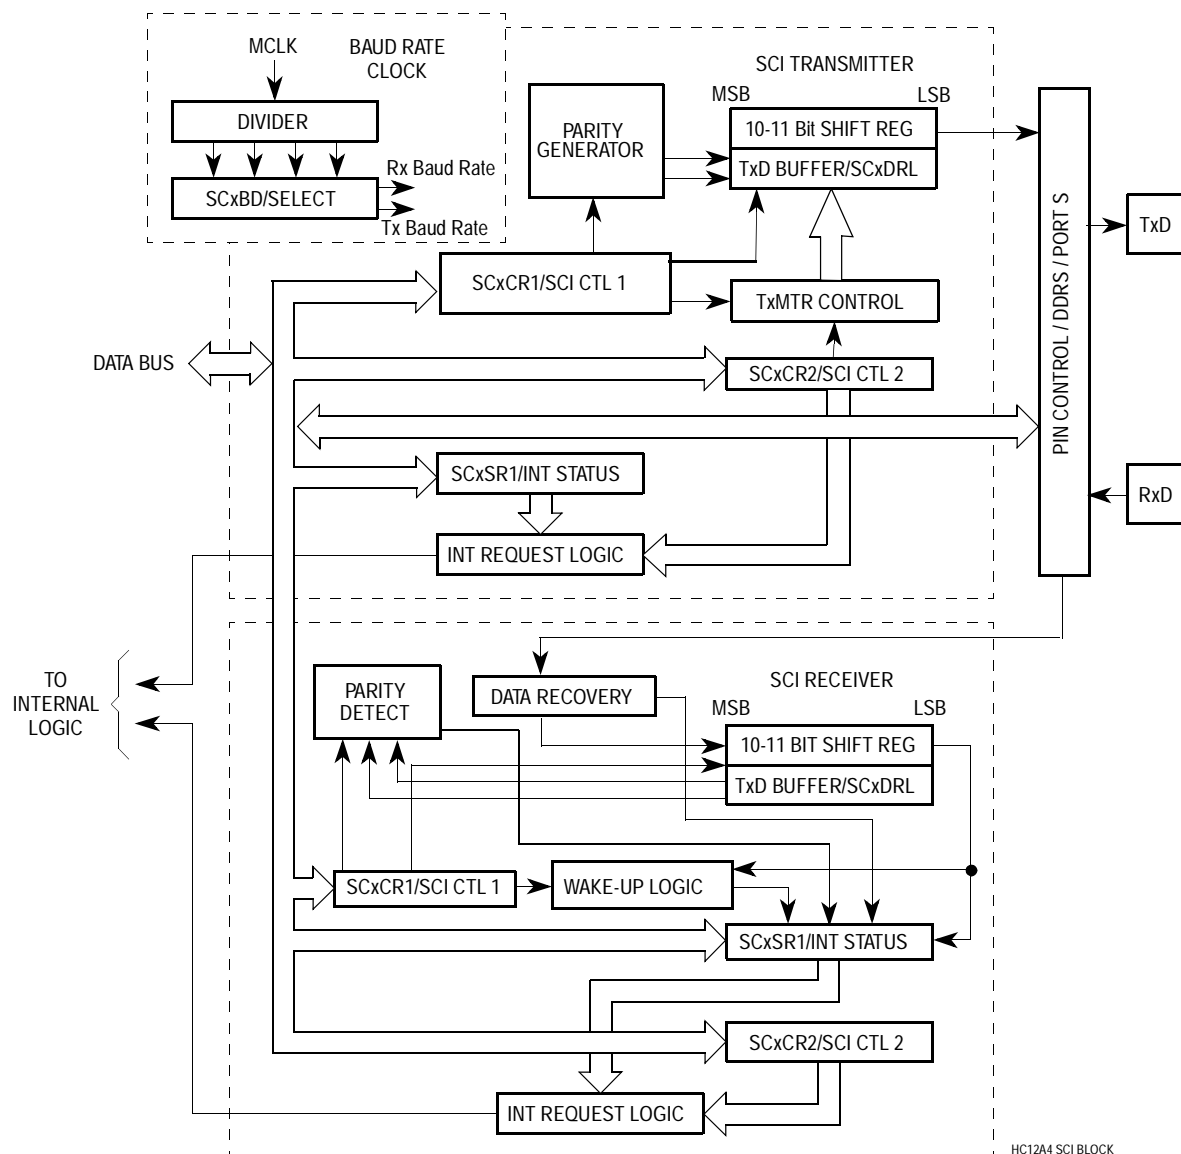 MCLK
BAUD RATE
CLOCK
DIVIDER
SCxBD/SELECT
Rx Baud Rate
Tx Baud Rate
SCI TRANSMITTER
MSB
LSB
PARITY
GENERATOR
10-11 Bit SHIFT REG
TxD BUFFER/SCxDRL
SCxCR1/SCI CTL 1
TxMTR CONTROL
DATA BUS
SCxCR2/SCI CTL 2
SCxSR1/INT STATUS
INT REQUEST LOGIC
PIN CONTROL / DDRS / PORT S
TxD
RxD
TO
INTERNAL
LOGIC
SCI RECEIVER
MSB
LSB
PARITY
DETECT
DATA RECOVERY
10-11 BIT SHIFT REG
TxD BUFFER/SCxDRL
SCxCR1/SCI CTL 1
WAKE-UP LOGIC
SCxSR1/INT STATUS
SCxCR2/SCI CTL 2
INT REQUEST LOGIC
HC12A4 SCI BLOCK